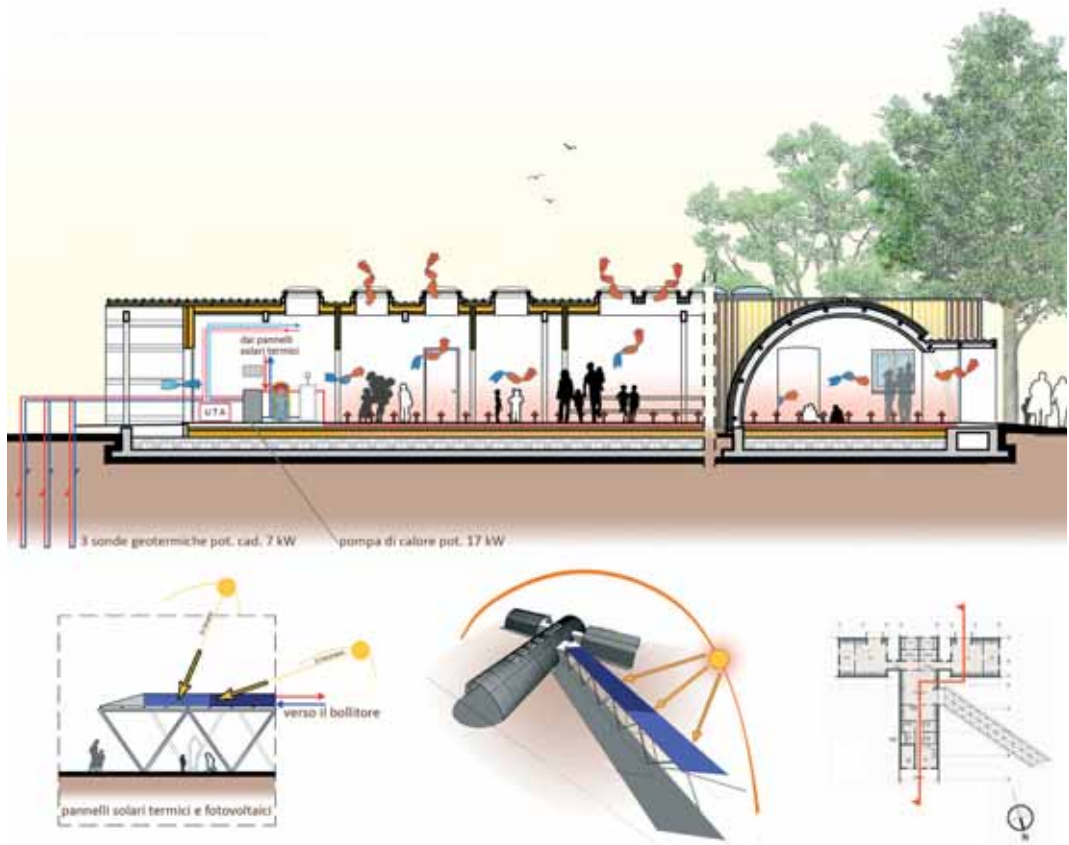 dai pannelli
solari termici
U T A
3 sonde geotermiche pot. cad. 7 kW
pompa di calore pot. 17 kW
verso il bollitore
pannelli solari termici e fotovoltaici
N